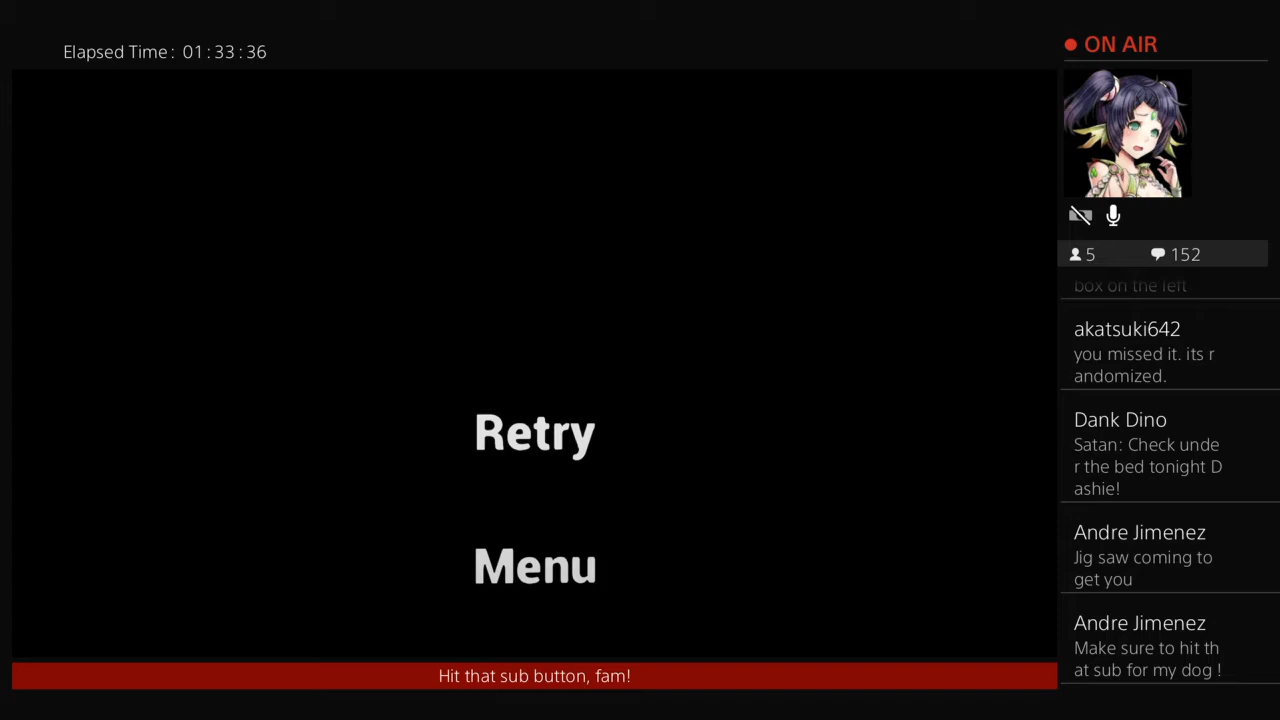 Elapsed Time: 01:33:36
ON AIR
5 152
box on the left
akatsuki642
you missed it. its r
andomized.
Dank Dino
Satan: Check unde
r the bed tonight D
ashie!
Andre Jimenez
Jig saw coming to
get you
Andre Jimenez
Make sure to hit th
at sub for my dog !
Retry
Menu
Hit that sub button, fam!